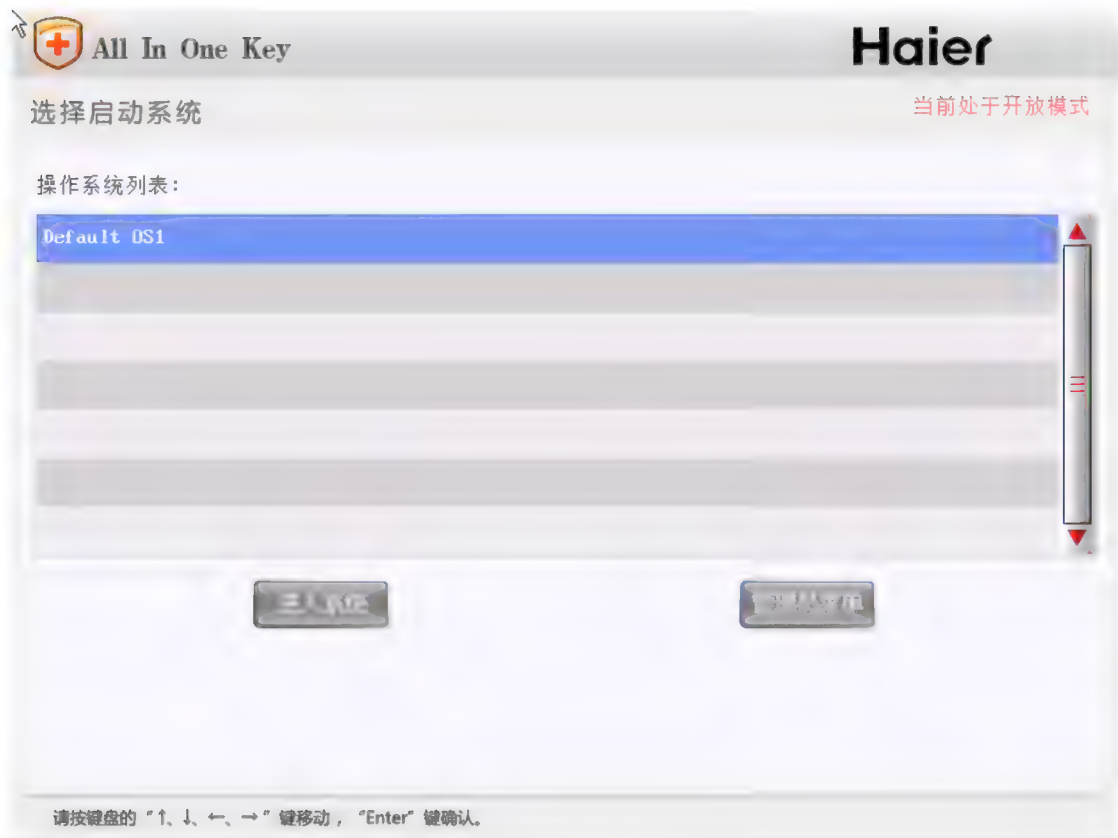 All In One Key
Haier
选择启动系统
当前处于开放模式
操作系统列表：
Default OS1
请按键盘的“↑、↓、←、→”键移动，“Enter”键确认。